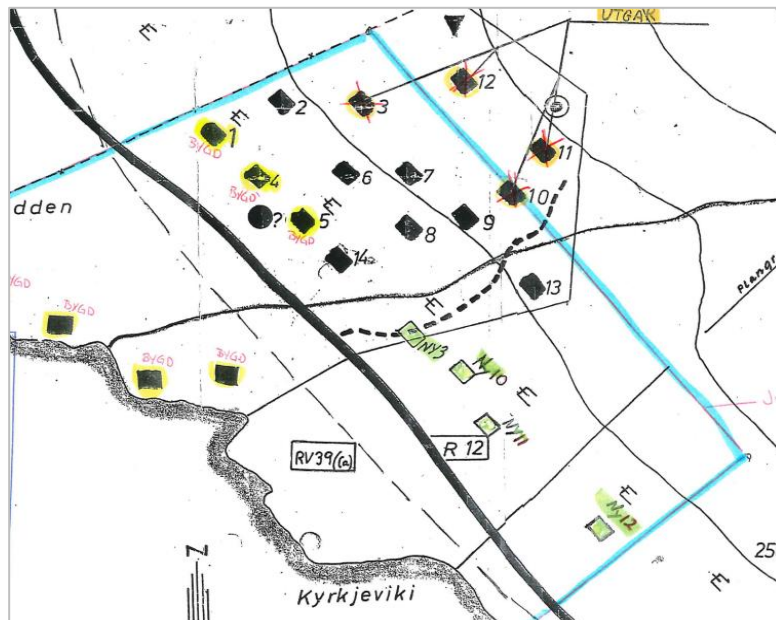 UTGÅR
12
2
3
1
BYGD
11
4
6
7
10
BYGD
dden
?
5
9
BYGD
8
14
13
BYGD
BYGD
NY3
BYGD
BYGD
NY10
NY11
R 12
RV39
NY12
25
N
Kyrkjeviki